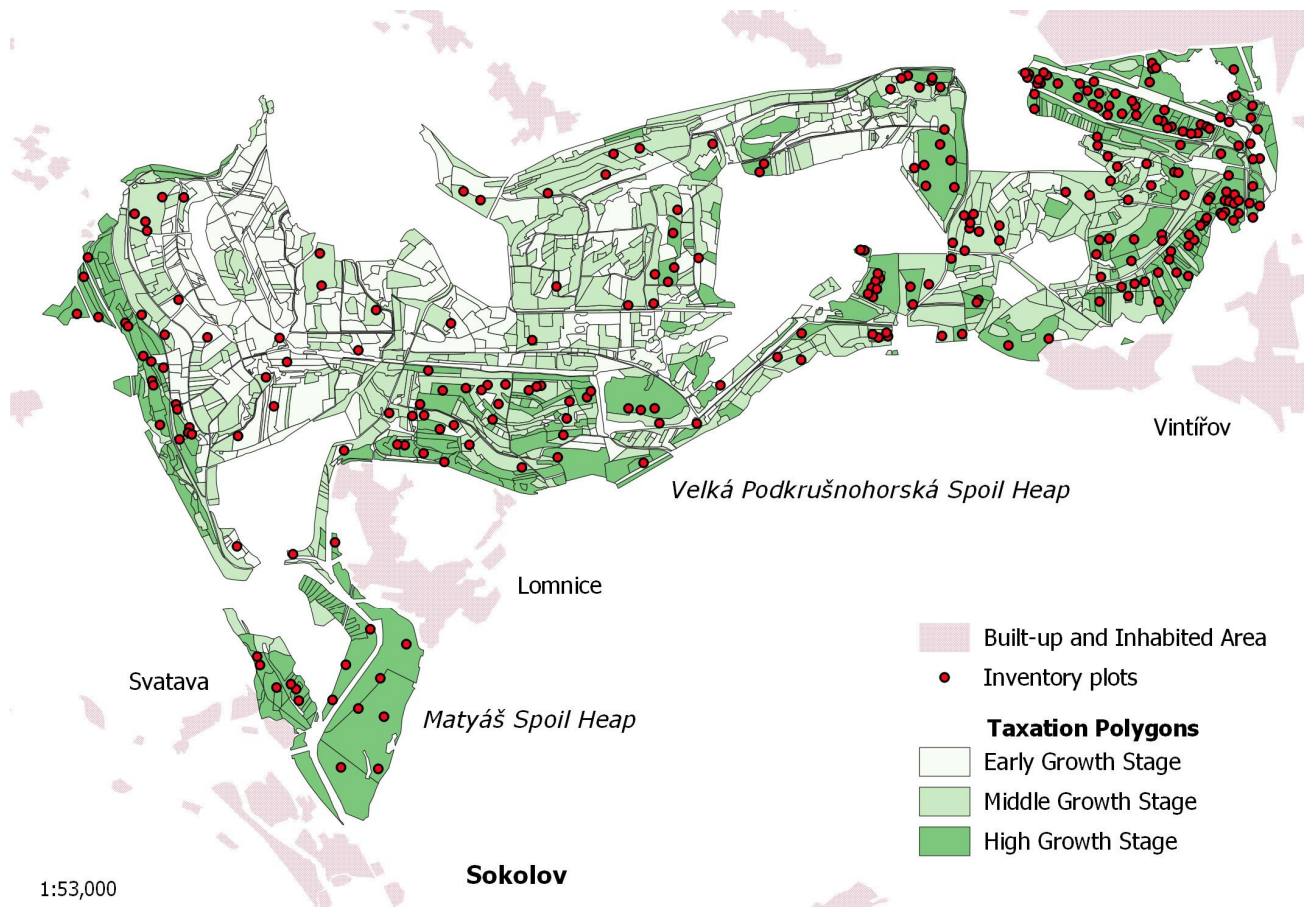 Vintířov
Velká Podkrušnohorská Spoil Heap
Lomnice
Built-up and Inhabited Area
Svatava
Inventory plots
Matyáš Spoil Heap
Taxation Polygons
Early Growth Stage
Middle Growth Stage
High Growth Stage
Sokolov
1:53,000